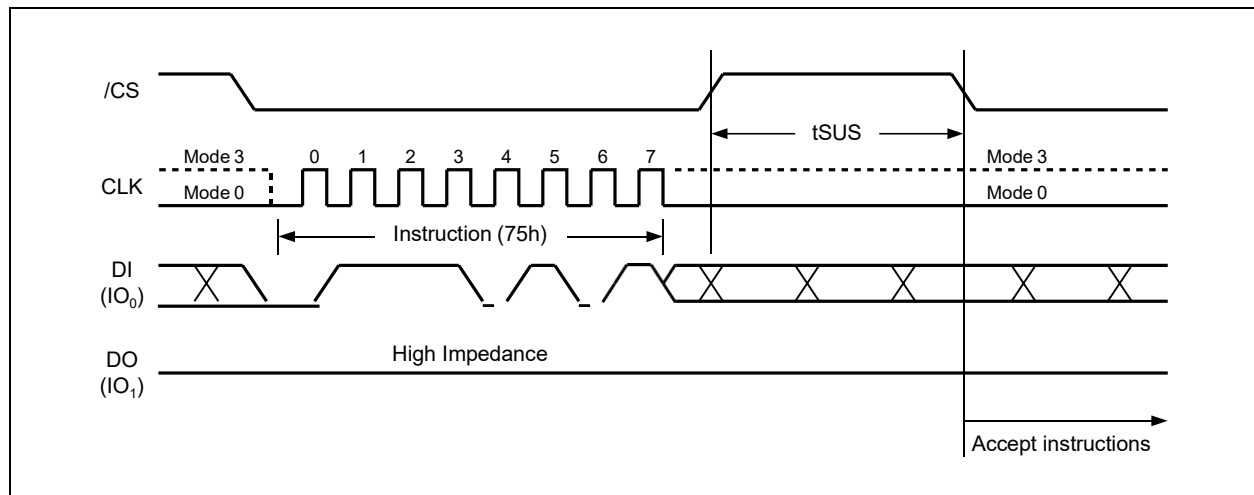 /CS
tSUS
Mode 3 0 1 2 3 4 5 6 7 Mode 3
CLK
Mode 0 Mode 0
Instruction (75h)
DI
(IO₀)
High Impedance
DO
(IO₁)
Accept instructions